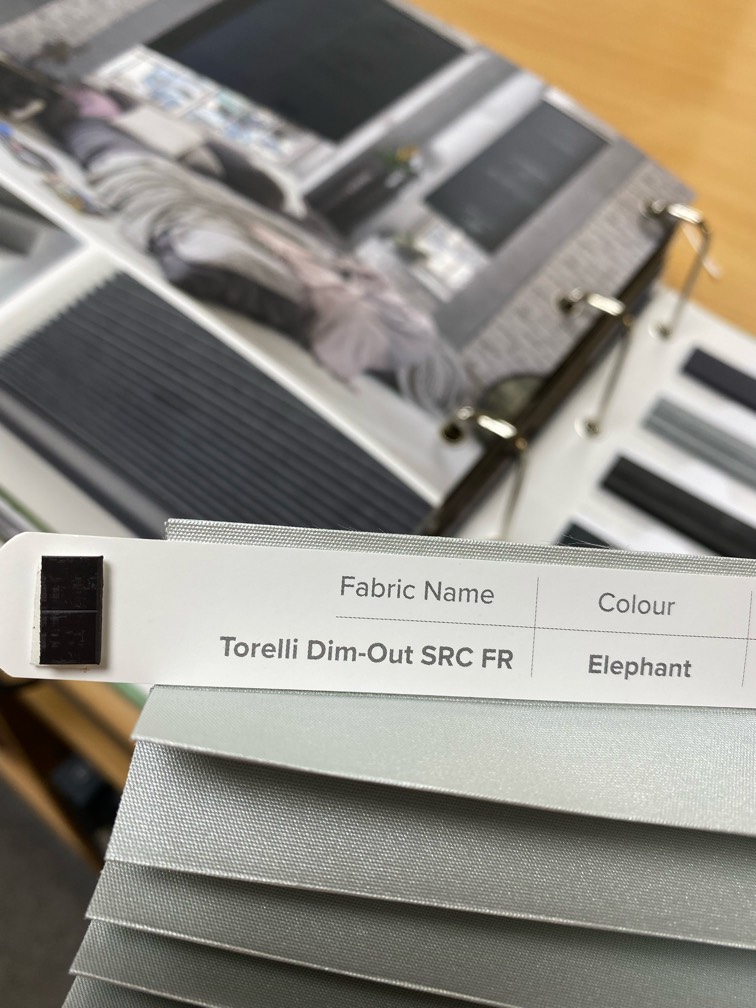 Fabric Name
Colour
Torelli Dim-Out SRC FR
Elephant